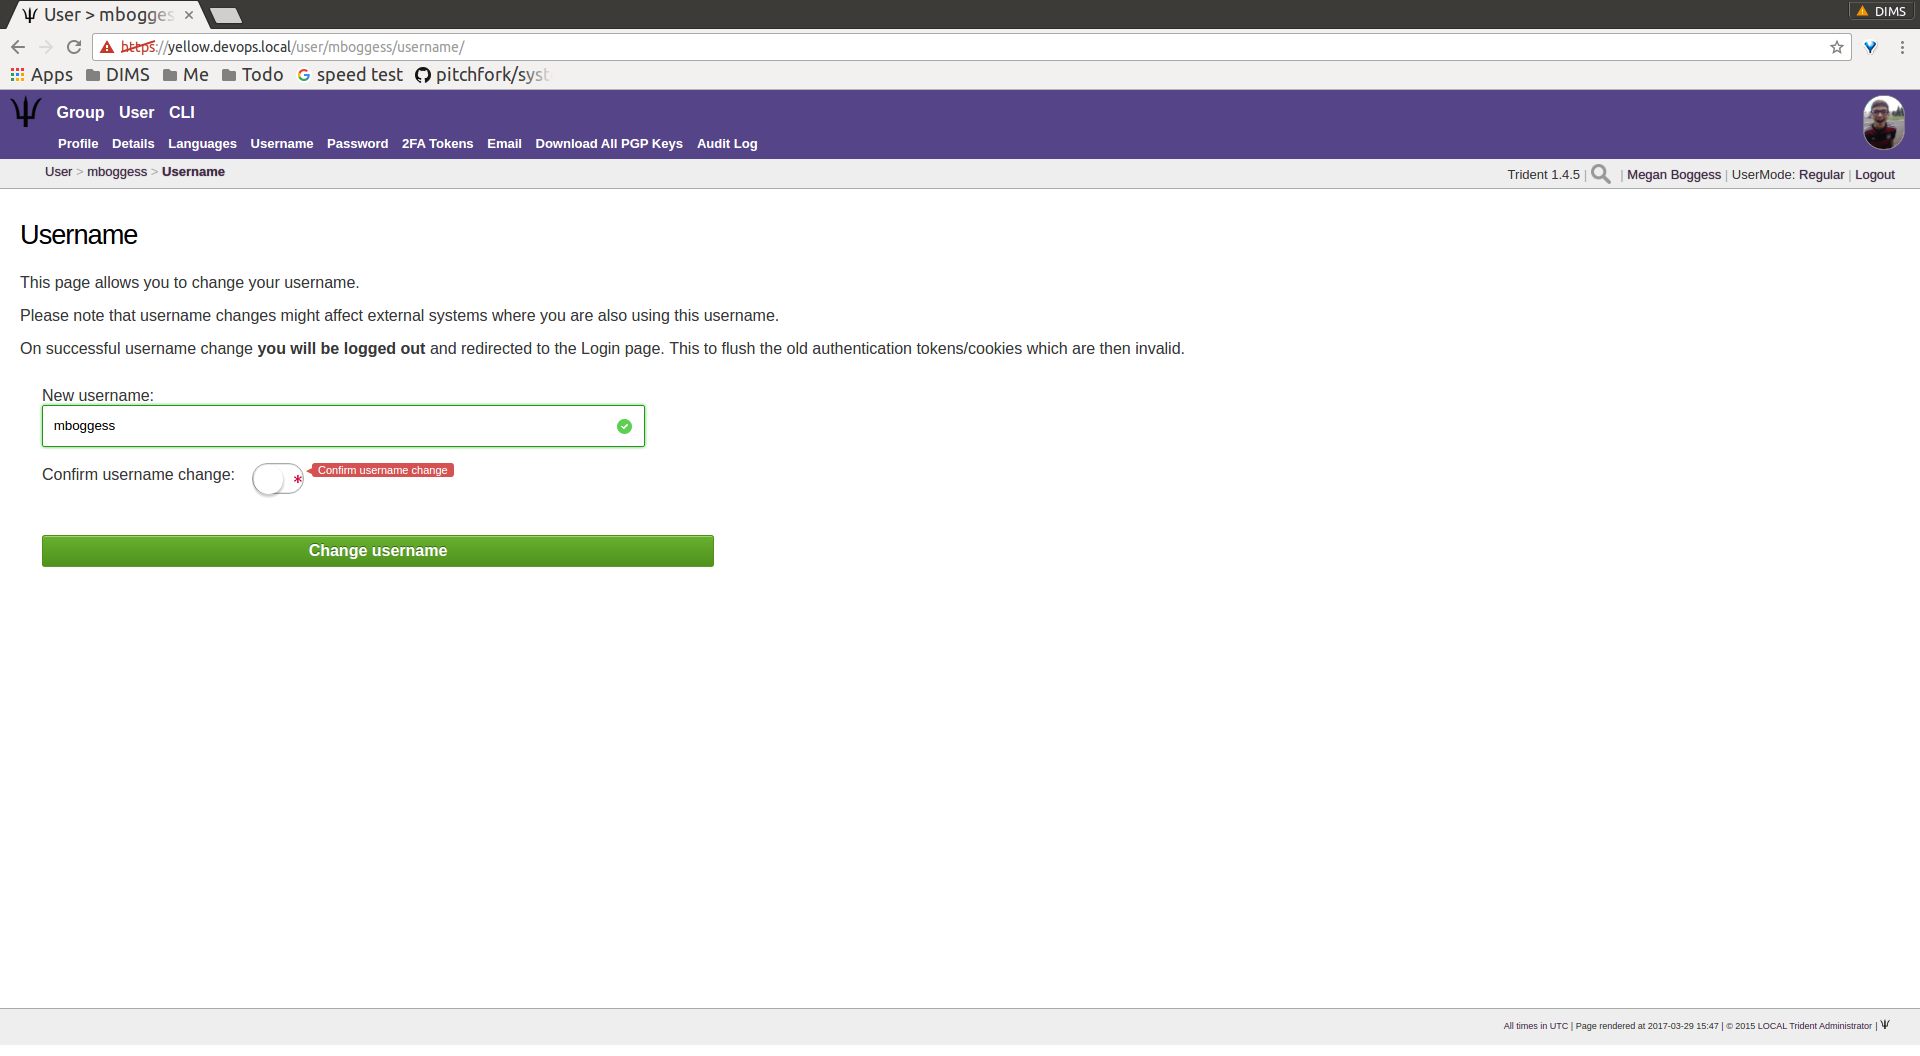 User > mbogges
DIMS
https://yellow.devops.local/user/mboggess/username/
Apps DIMS Me Todo speed test pitchfork/syst
Group User CLI
Profile Details Languages Username Password 2FA Tokens Email Download All PGP Keys Audit Log
User > mboggess > Username
Trident 1.4.5 | | Megan Boggess | UserMode: Regular | Logout
Username
This page allows you to change your username.
Please note that username changes might affect external systems where you are also using this username.
On successful username change you will be logged out and redirected to the Login page. This to flush the old authentication tokens/cookies which are then invalid.
New username:
mboggess
Confirm username change: * Confirm username change
Change username
All times in UTC | Page rendered at 2017-03-29 15:47 | © 2015 LOCAL Trident Administrator |